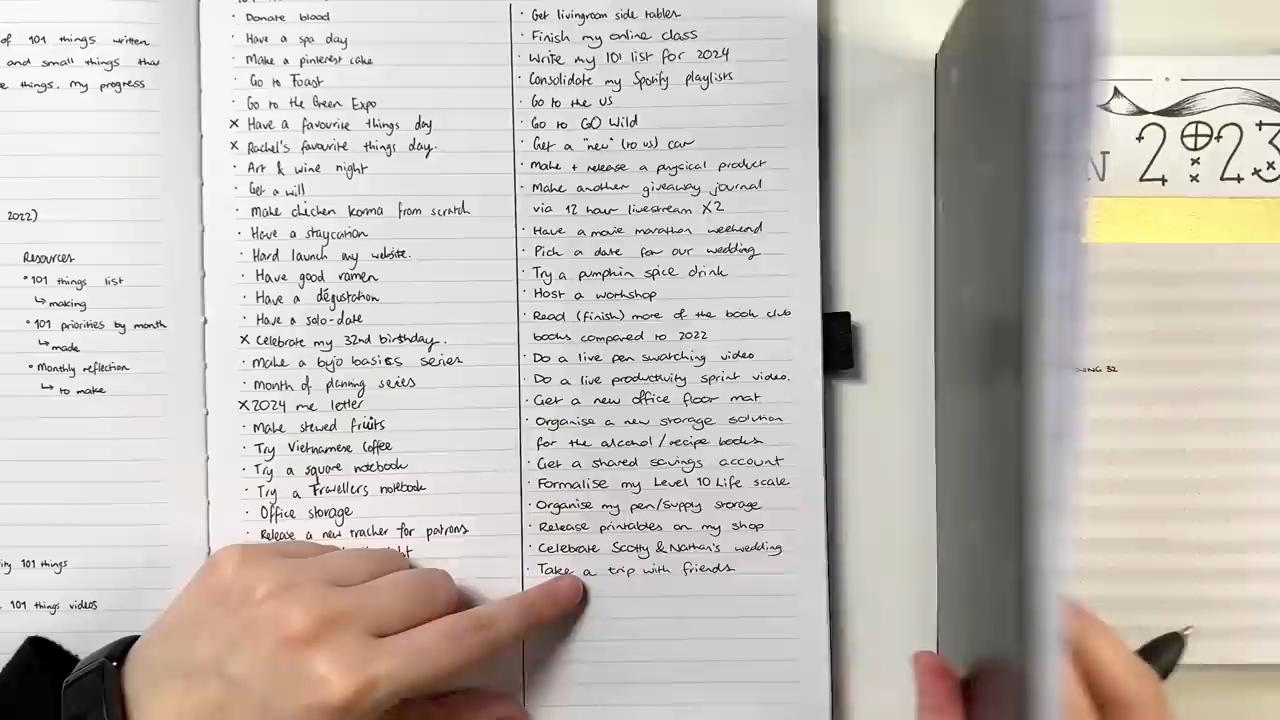 of 101 things written
and small things that
things. my progress
2022)
Resources
° 101 things list
↳ making
° 101 priorities by month
↳ made
° Monthly reflection
↳ to make
101 things
101 things videos
· Donate blood
· Have a spa day
· Make a pinterest cake
· Go to Toast
· Go to the Green Expo
x Have a favourite things day
x Rachel's favourite things day.
· Art & wine night
· Get a will
· Make chicken korma from scratch
· Have a staycation
· Hard launch my website.
· Have good ramen
· Have a dégustation
· Have a solo-date
x Celebrate my 32nd birthday.
· Make a bujo basics series
· month of planning series
x 2024 me letter
· Make stewed fruits
· Try Vietnamese coffee
· Try a square notebook
· Try a Travellers notebook
· Office storage
· Release a new tracker for patrons
· Get livingroom side tables
· Finish my online class
· Write my 101 list for 2024
· Consolidate my Spotify playlists
· Go to the US
· Go to GO Wild
· Get a "new" (to us) car
· Make + release a physical product
· Make another giveaway journal
via 12 hour livestream x2
· Have a movie marathon weekend
· Pick a date for our wedding
· Try a pumpkin spice drink
· Host a workshop
· Read (finish) more of the book club
books compared to 2022
· Do a live pen swatching video
· Do a live productivity sprint video.
· Get a new office floor mat
· Organise a new storage solution
for the alcohol / recipe books
· Get a shared savings account
· Formalise my Level 10 Life scale
· Organise my pen/supply storage
· Release printables on my shop
· Celebrate Scotty & Nathan's wedding
· Take a trip with friends
N 2023
32